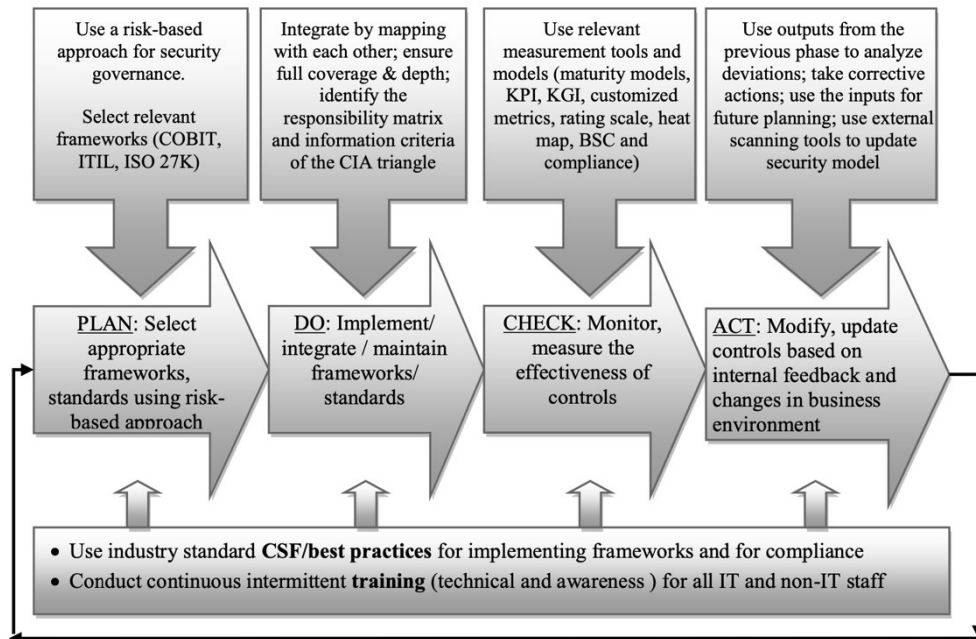 Use a risk-based
approach for security
governance.
Select relevant
frameworks (COBIT,
ITIL, ISO 27K)
Integrate by mapping
with each other; ensure
full coverage & depth;
identify the
responsibility matrix
and information criteria
of the CIA triangle
Use relevant
measurement tools and
models (maturity models,
KPI, KGI, customized
metrics, rating scale, heat
map, BSC and
compliance)
Use outputs from the
previous phase to analyze
deviations; take corrective
actions; use the inputs for
future planning; use external
scanning tools to update
security model
PLAN: Select
appropriate
frameworks,
standards using risk-
based approach
DO: Implement/
integrate / maintain
frameworks/
standards
CHECK: Monitor,
measure the
effectiveness of
controls
ACT: Modify, update
controls based on
internal feedback and
changes in business
environment
• Use industry standard CSF/best practices for implementing frameworks and for compliance
• Conduct continuous intermittent training (technical and awareness ) for all IT and non-IT staff